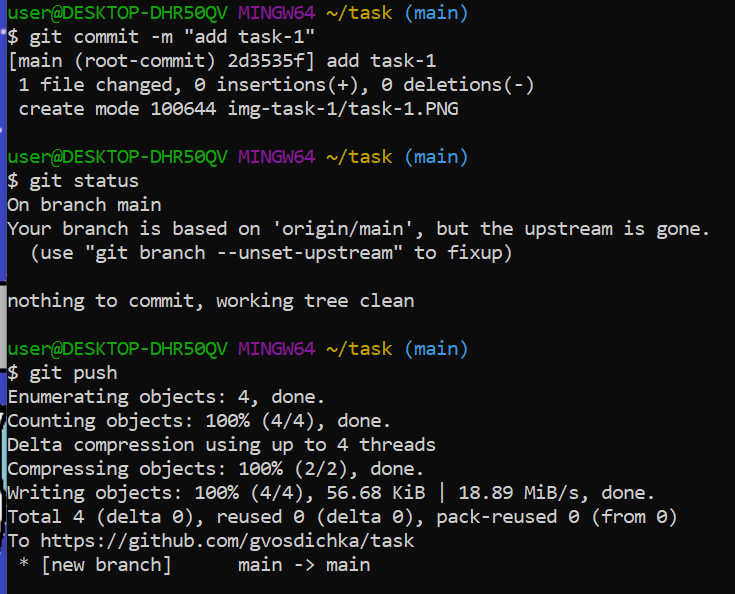 user@DESKTOP-DHR50QV MINGW64 ~/task (main)
$ git commit -m "add task-1"
[main (root-commit) 2d3535f] add task-1
 1 file changed, 0 insertions(+), 0 deletions(-)
 create mode 100644 img-task-1/task-1.PNG

user@DESKTOP-DHR50QV MINGW64 ~/task (main)
$ git status
On branch main
Your branch is based on 'origin/main', but the upstream is gone.
  (use "git branch --unset-upstream" to fixup)

nothing to commit, working tree clean

user@DESKTOP-DHR50QV MINGW64 ~/task (main)
$ git push
Enumerating objects: 4, done.
Counting objects: 100% (4/4), done.
Delta compression using up to 4 threads
Compressing objects: 100% (2/2), done.
Writing objects: 100% (4/4), 56.68 KiB | 18.89 MiB/s, done.
Total 4 (delta 0), reused 0 (delta 0), pack-reused 0 (from 0)
To https://github.com/gvosdichka/task
 * [new branch]      main -> main